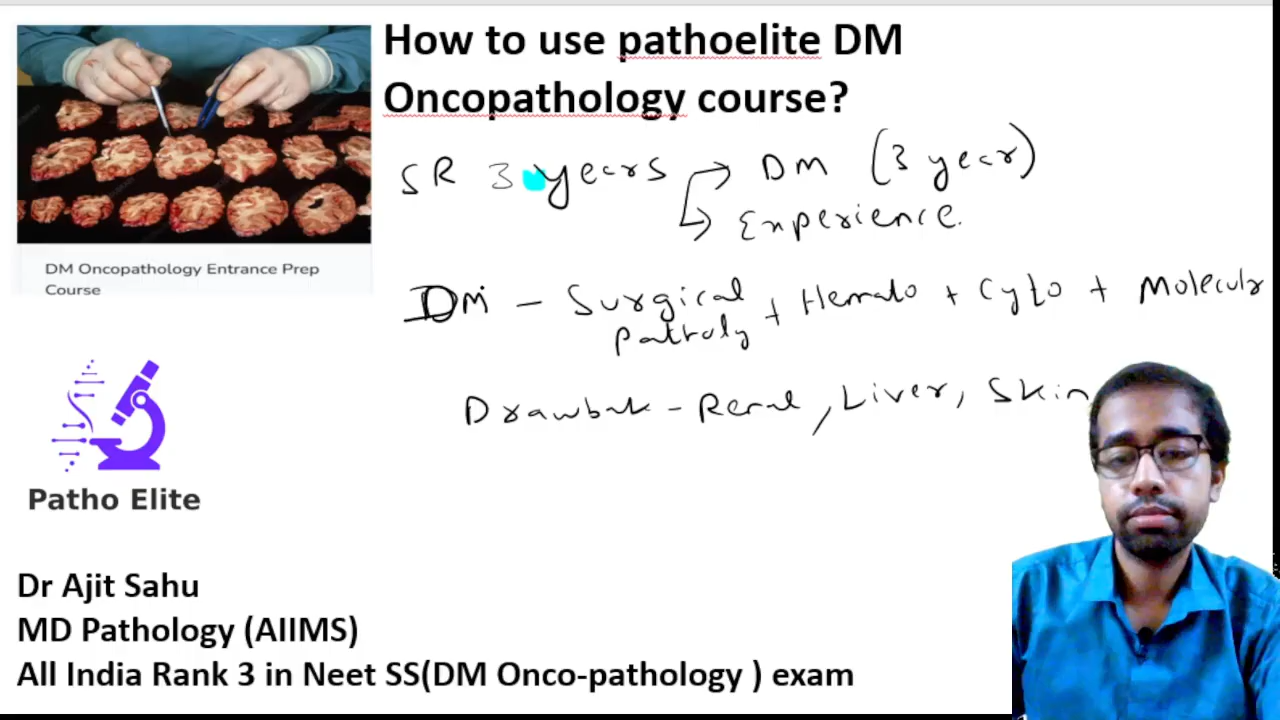 How to use pathoelite DM
Oncopathology course?
SR 3 years → DM (3 year)
→ Experience.
DM - Surgical pathology + Hemato + Cyto + Molecular
Drawback - Renal, Liver, Skin
DM Oncopathology Entrance Prep
Course
Patho Elite
Dr Ajit Sahu
MD Pathology (AIIMS)
All India Rank 3 in Neet SS(DM Onco-pathology ) exam